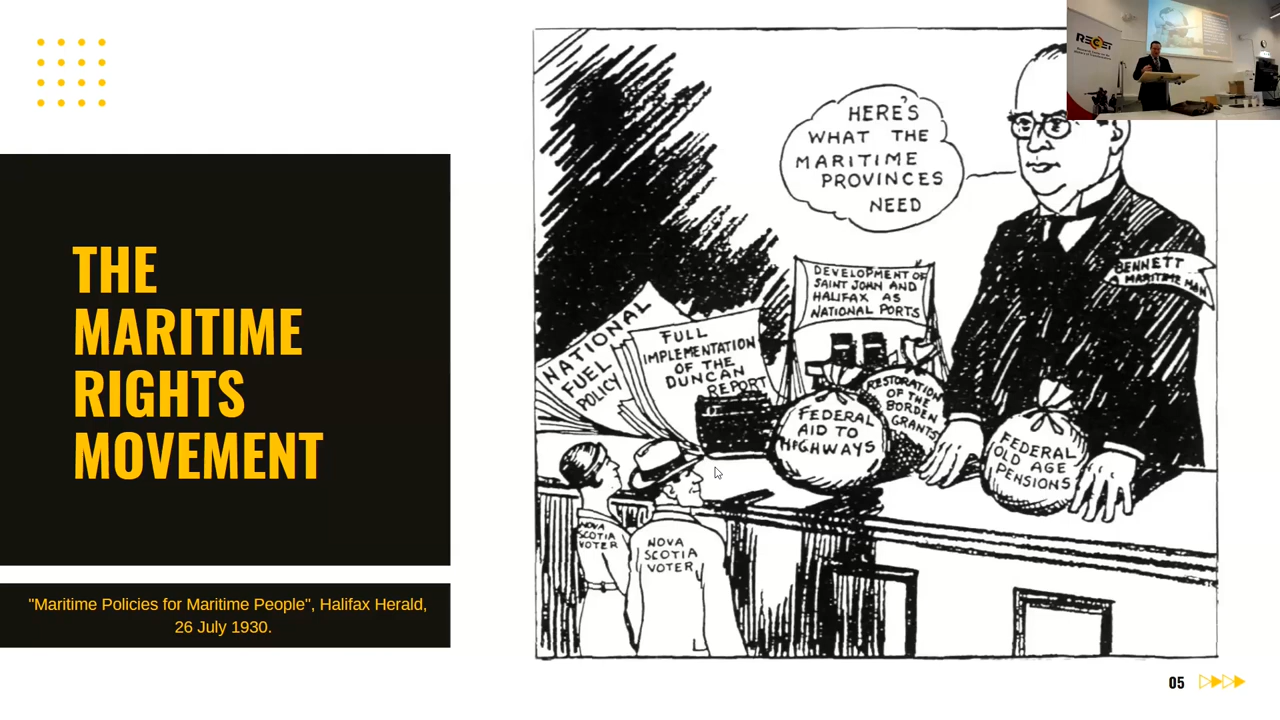 THE
MARITIME
RIGHTS
MOVEMENT
"Maritime Policies for Maritime People", Halifax Herald,
26 July 1930.
HERE'S
WHAT THE
MARITIME
PROVINCES
NEED
BENNETT
A MARITIME MAN
DEVELOPMENT OF
SAINT JOHN AND
HALIFAX AS
NATIONAL PORTS
NATIONAL
FUEL
POLICY
FULL
IMPLEMENTATION
OF THE
DUNCAN
REPORT
RESTORATION
OF THE
BORDEN
GRANTS
FEDERAL
AID TO
HIGHWAYS
FEDERAL
OLD AGE
PENSIONS
NOVA
SCOTIA
VOTER
NOVA
SCOTIA
VOTER
05
RECET